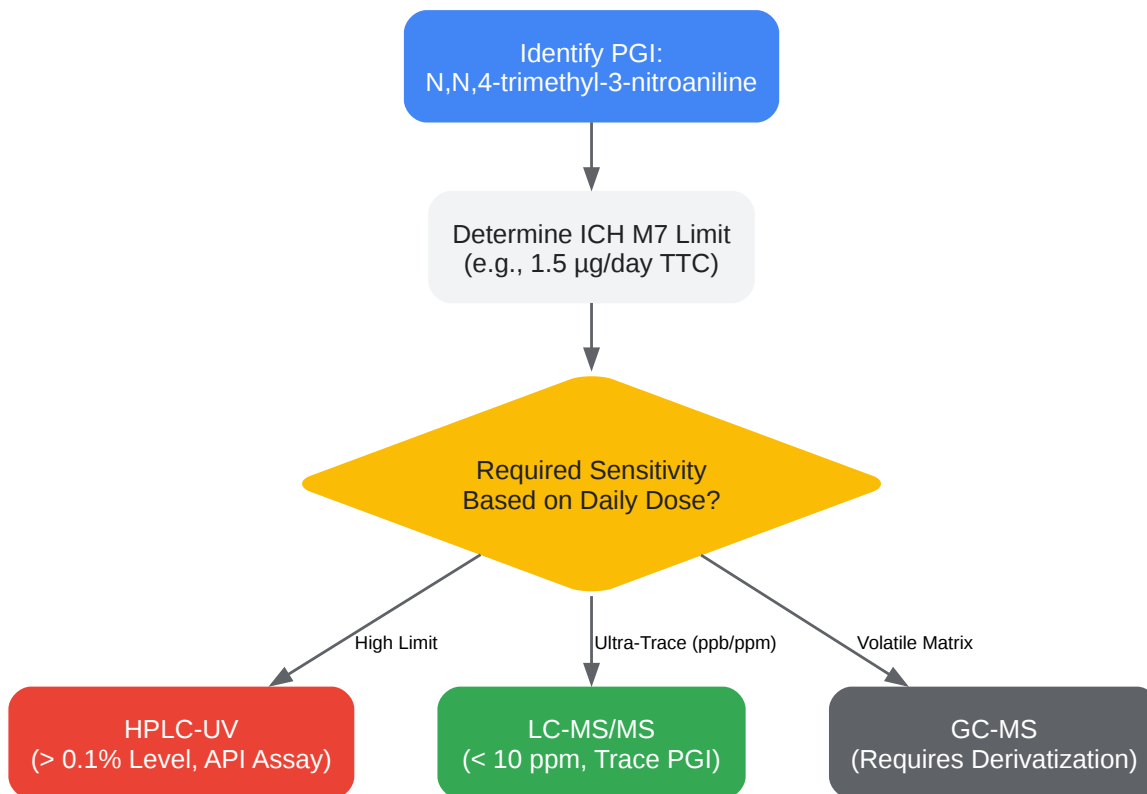 Identify PGI:
N,N,4-trimethyl-3-nitroaniline
Determine ICH M7 Limit
(e.g., 1.5 µg/day TTC)
Required Sensitivity
Based on Daily Dose?
High Limit
Ultra-Trace (ppb/ppm)
Volatile Matrix
HPLC-UV
(> 0.1% Level, API Assay)
LC-MS/MS
(< 10 ppm, Trace PGI)
GC-MS
(Requires Derivatization)